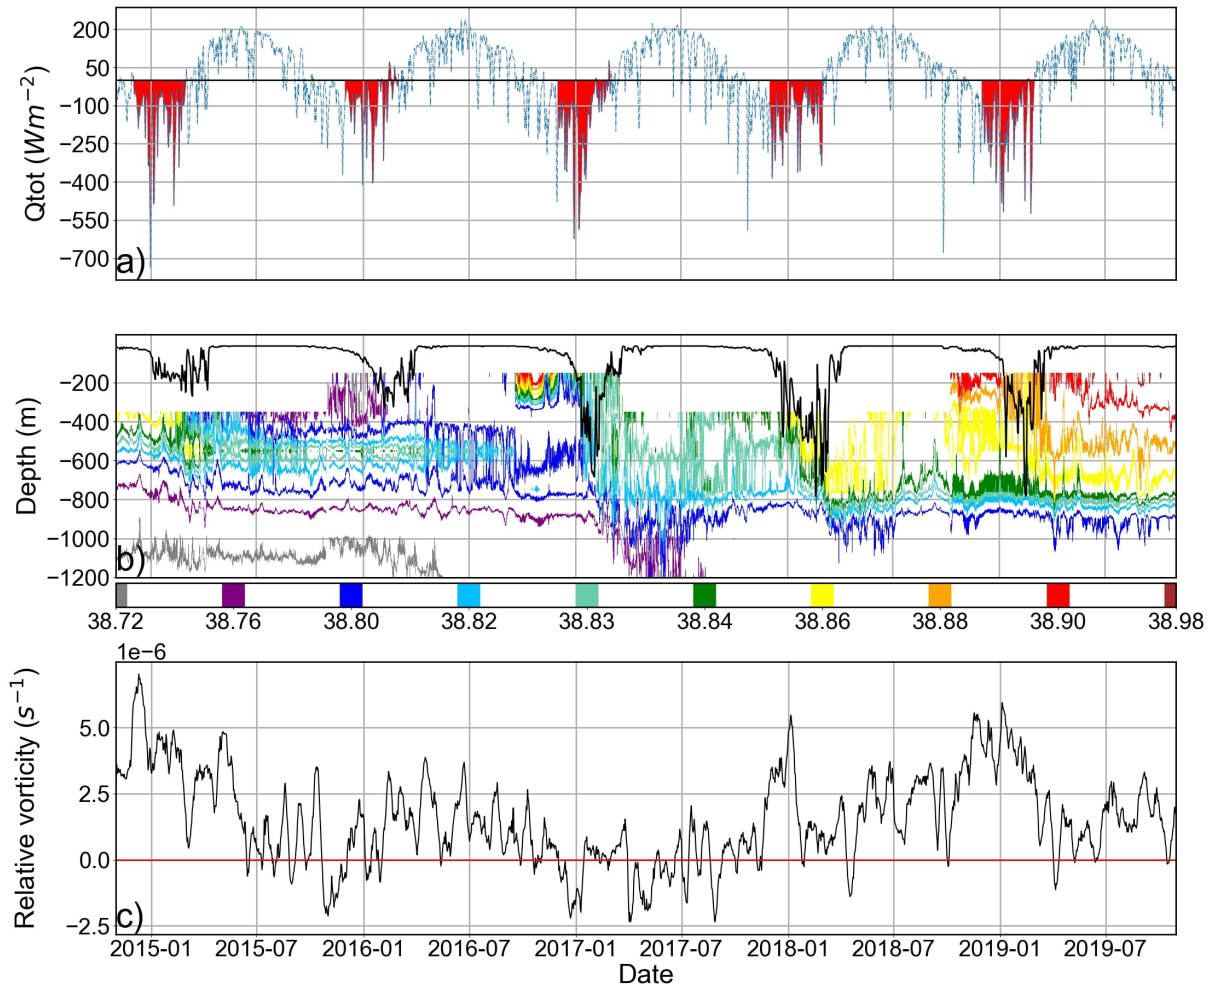 200
50
−100
−250
−400
−550
−700
Qtot (Wm⁻²)
a)
−200
−400
−600
−800
−1000
−1200
Depth (m)
b)
38.72 38.76 38.80 38.82 38.83 38.84 38.86 38.88 38.90 38.98
1e−6
5.0
2.5
0.0
−2.5
Relative vorticity (s⁻¹)
c)
2015-01 2015-07 2016-01 2016-07 2017-01 2017-07 2018-01 2018-07 2019-01 2019-07
Date